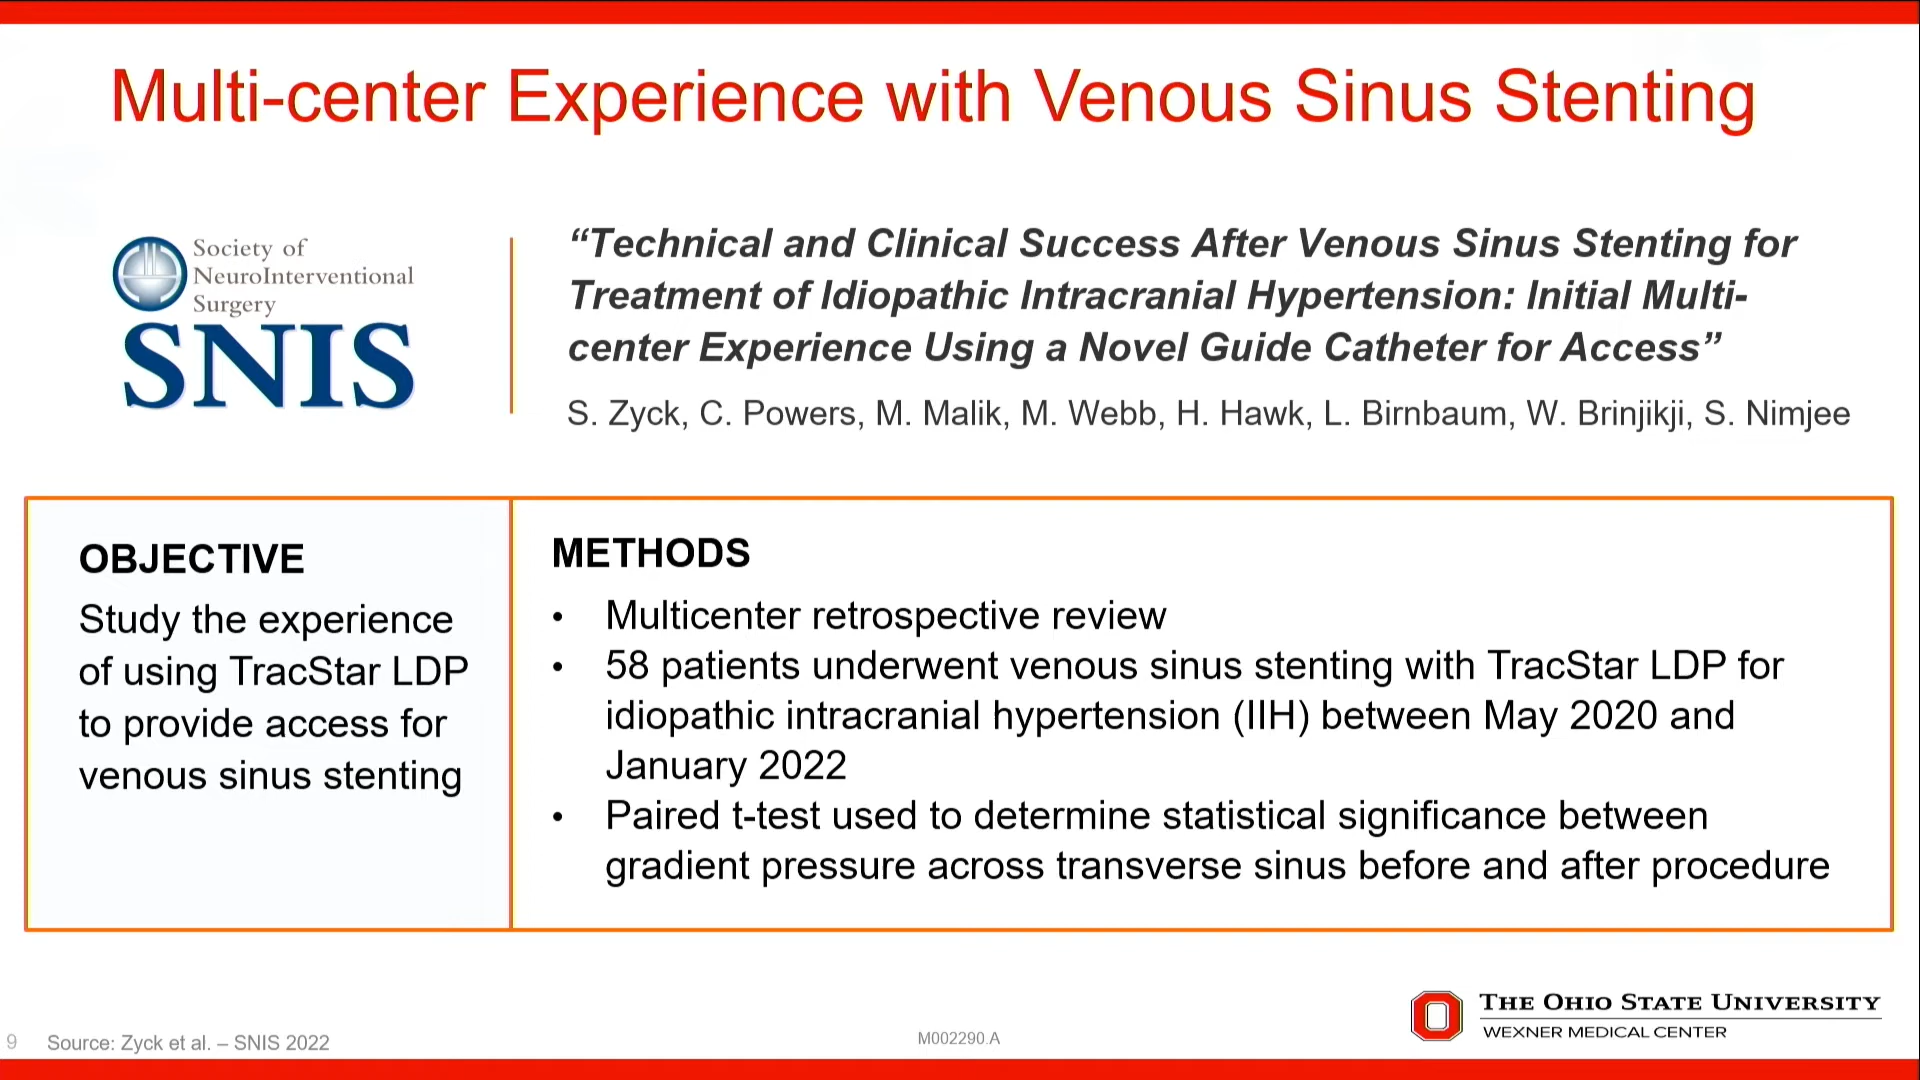 Multi-center Experience with Venous Sinus Stenting
Society of
NeuroInterventional
Surgery
SNIS
“Technical and Clinical Success After Venous Sinus Stenting for
Treatment of Idiopathic Intracranial Hypertension: Initial Multi-
center Experience Using a Novel Guide Catheter for Access”
S. Zyck, C. Powers, M. Malik, M. Webb, H. Hawk, L. Birnbaum, W. Brinjikji, S. Nimjee
OBJECTIVE
Study the experience
of using TracStar LDP
to provide access for
venous sinus stenting
METHODS
• Multicenter retrospective review
• 58 patients underwent venous sinus stenting with TracStar LDP for
idiopathic intracranial hypertension (IIH) between May 2020 and
January 2022
• Paired t-test used to determine statistical significance between
gradient pressure across transverse sinus before and after procedure
THE OHIO STATE UNIVERSITY
WEXNER MEDICAL CENTER
9 Source: Zyck et al. – SNIS 2022
M002290.A